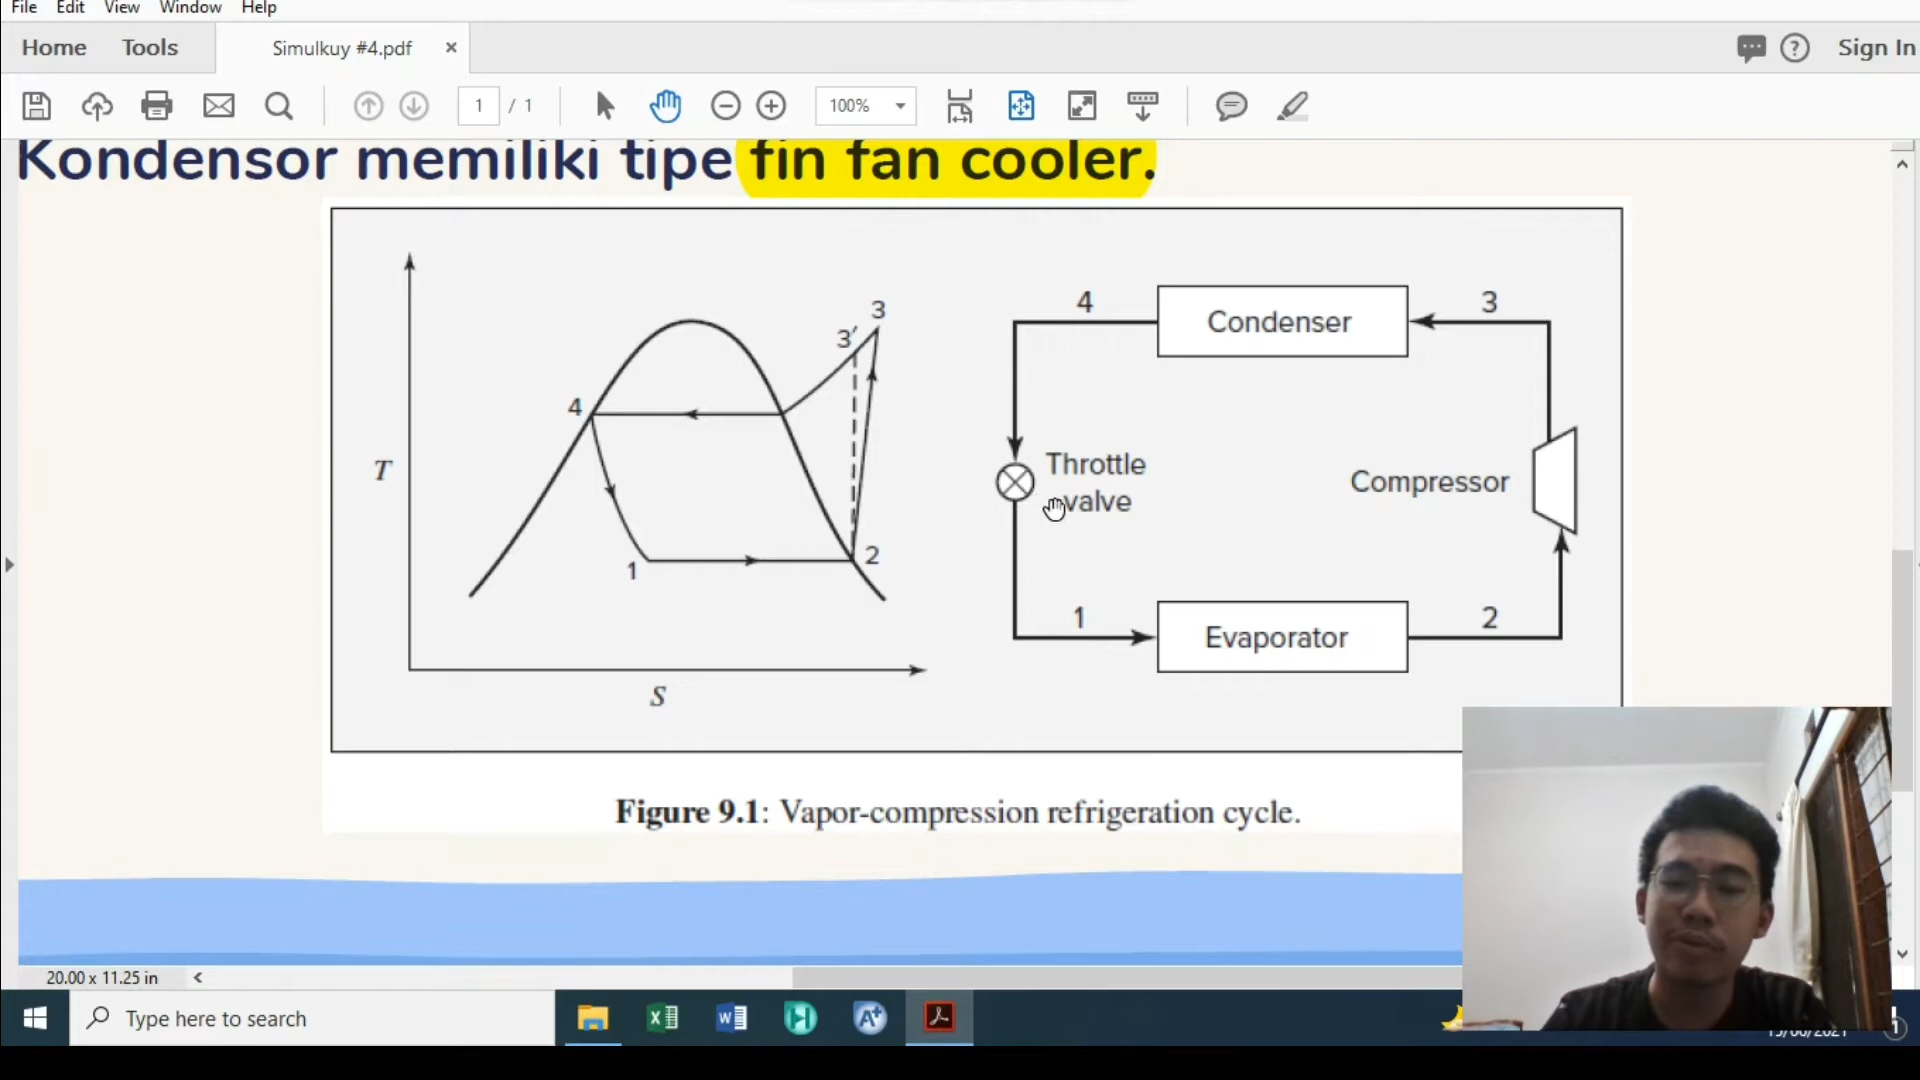 File Edit View Window Help
Home Tools Simulkuy #4.pdf × Sign In
1 / 1 100%
Kondensor memiliki tipe fin fan cooler.
3
3′
4
T
1
2
S
4 Condenser 3
Throttle
valve
Compressor
1 Evaporator 2
Figure 9.1: Vapor-compression refrigeration cycle.
20.00 x 11.25 in
Type here to search